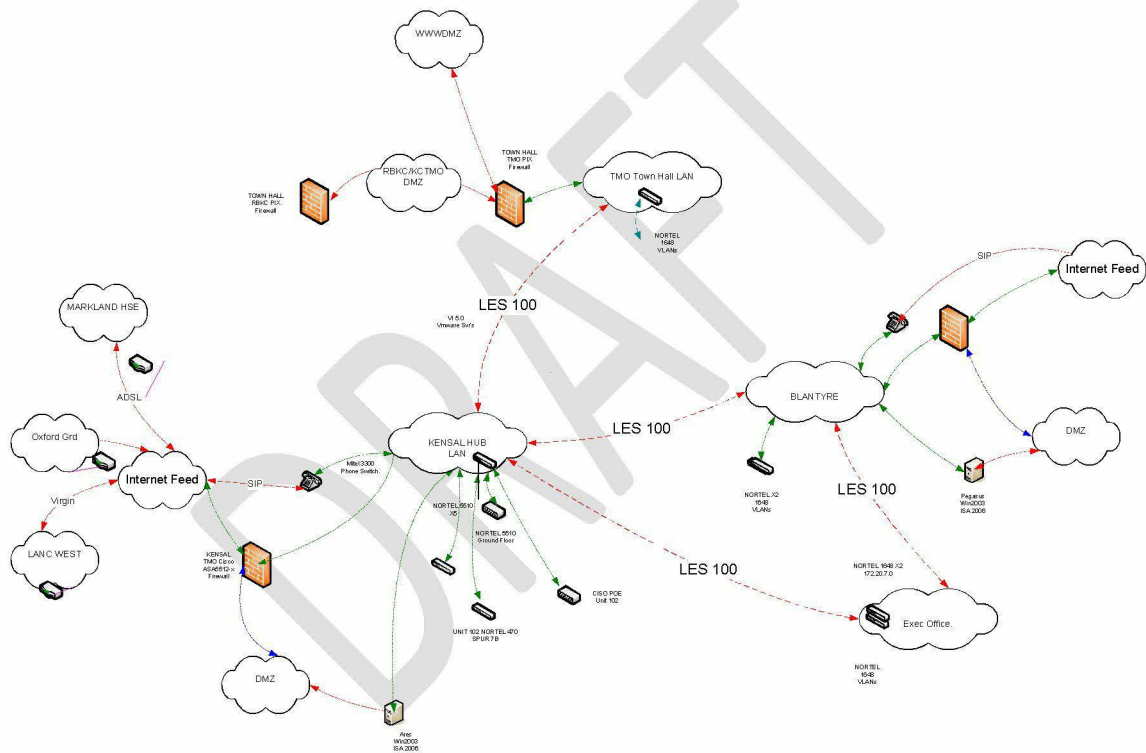 WWWDMZ
TOWN HALL
TMO PIX
Firewall
RBKC/KCTMO
DMZ
TOWN HALL
RBKC PIX
Firewall
TMO Town Hall LAN
NORTEL
1648
VLANs
SIP
Internet Feed
MARKLAND HSE
LES 100
VI 5.0
Vmware Svr's
ADSL
BLANTYRE
Oxford Grd
KENSAL HUB
LAN
LES 100
DMZ
Mitel 3300
Phone Switch
Internet Feed
SIP
Virgin
LES 100
NORTEL X2
1648
VLANs
Pegasus
Win2003
ISA 2006
NORTEL 5510
X5
NORTEL 5510
Ground Floor
LANC WEST
KENSAL
TMO Cisco
ASA5512-x
Firewall
LES 100
NORTEL 1648 X2
172.20.7.0
CISO POE
Unit 102
UNIT 102 NORTEL 470
SPUR 7B
Exec Office.
NORTEL
1648
VLANs
DMZ
Ares
Win2003
ISA 2006
DRAFT